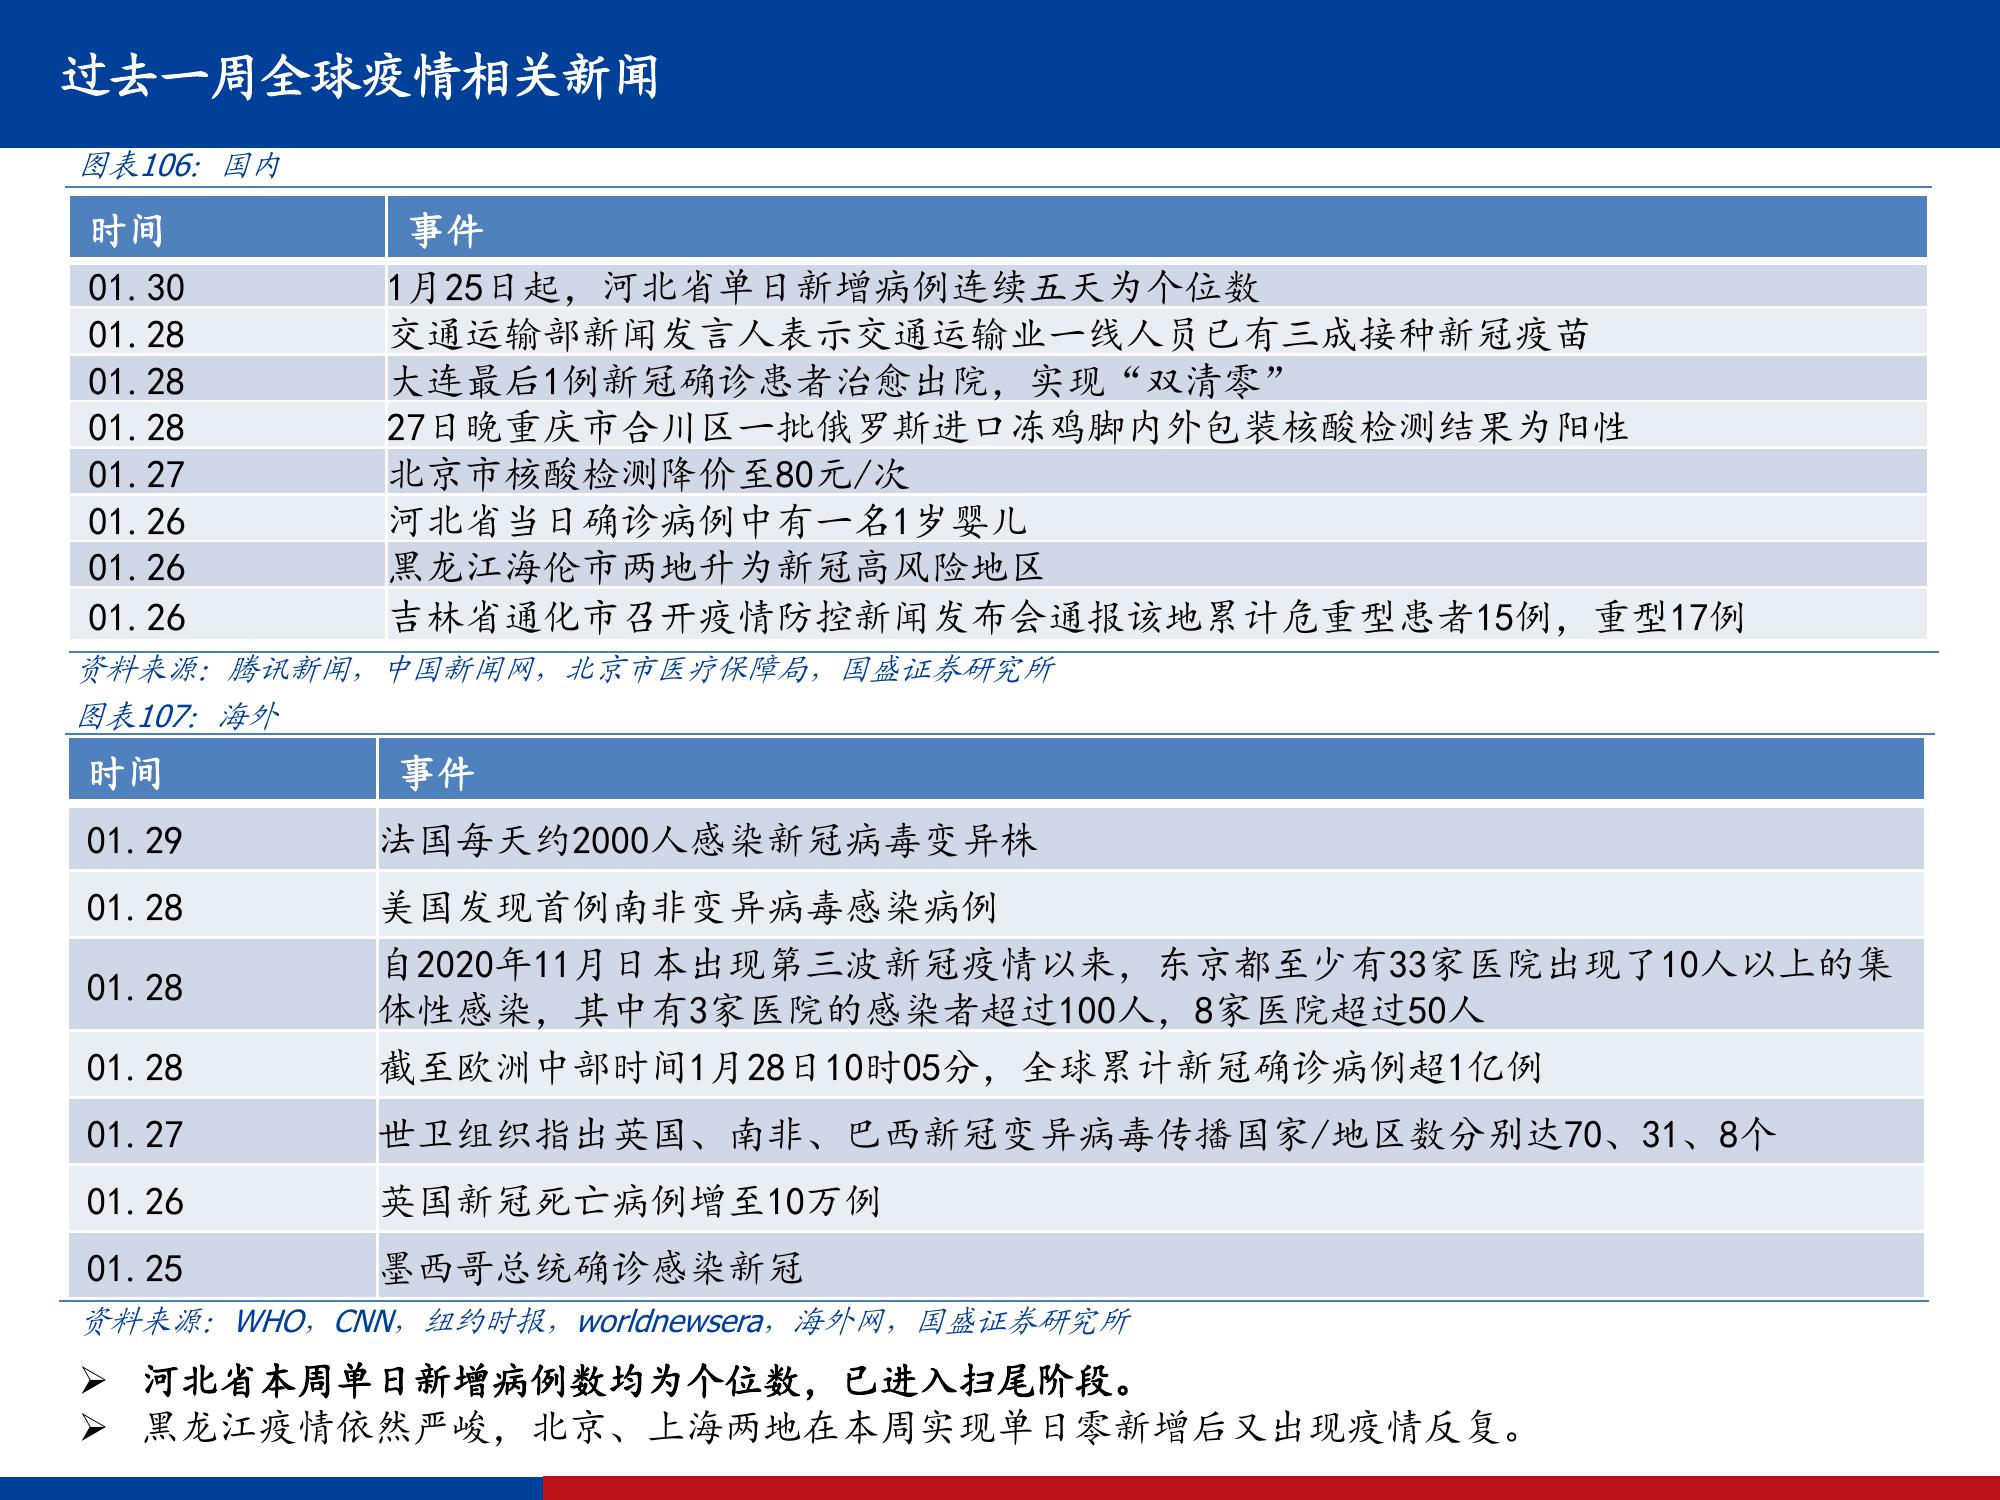 过去一周全球疫情相关新闻
图表106: 国内
时间 事件
01.30 1月25日起，河北省单日新增病例连续五天为个位数
01.28 交通运输部新闻发言人表示交通运输业一线人员已有三成接种新冠疫苗
01.28 大连最后1例新冠确诊患者治愈出院，实现“双清零”
01.28 27日晚重庆市合川区一批俄罗斯进口冻鸡脚内外包装核酸检测结果为阳性
01.27 北京市核酸检测降价至80元/次
01.26 河北省当日确诊病例中有一名1岁婴儿
01.26 黑龙江海伦市两地升为新冠高风险地区
01.26 吉林省通化市召开疫情防控新闻发布会通报该地累计危重型患者15例，重型17例
资料来源：腾讯新闻，中国新闻网，北京市医疗保障局，国盛证券研究所
图表107: 海外
时间 事件
01.29 法国每天约2000人感染新冠病毒变异株
01.28 美国发现首例南非变异病毒感染病例
01.28 自2020年11月日本出现第三波新冠疫情以来，东京都至少有33家医院出现了10人以上的集
体性感染，其中有3家医院的感染者超过100人，8家医院超过50人
01.28 截至欧洲中部时间1月28日10时05分，全球累计新冠确诊病例超1亿例
01.27 世卫组织指出英国、南非、巴西新冠变异病毒传播国家/地区数分别达70、31、8个
01.26 英国新冠死亡病例增至10万例
01.25 墨西哥总统确诊感染新冠
资料来源：WHO，CNN，纽约时报，worldnewsera，海外网，国盛证券研究所
➢ 河北省本周单日新增病例数均为个位数，已进入扫尾阶段。
➢ 黑龙江疫情依然严峻，北京、上海两地在本周实现单日零新增后又出现疫情反复。